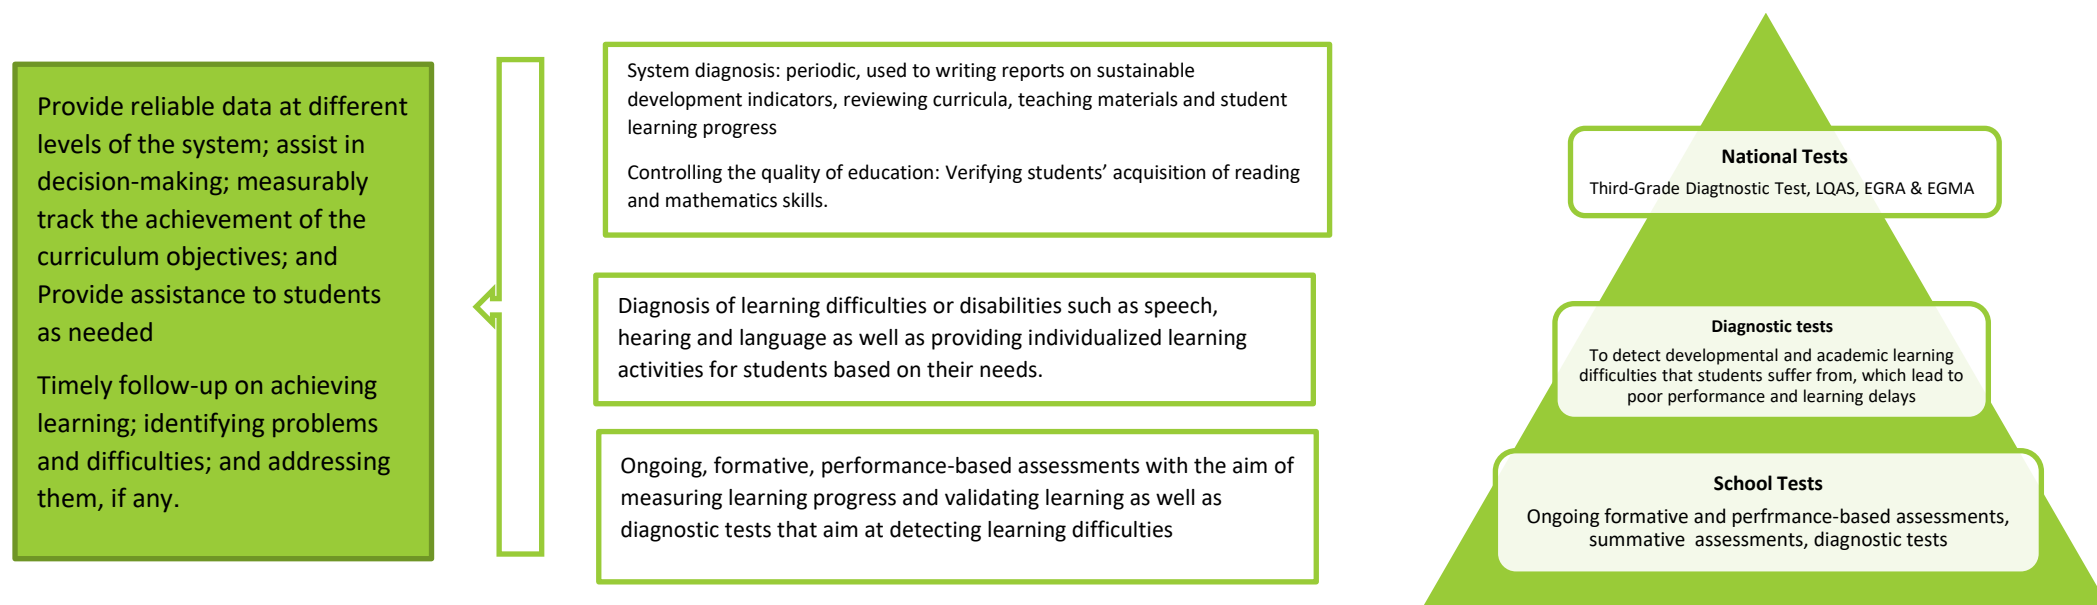 Provide reliable data at different
levels of the system; assist in
decision-making; measurably
track the achievement of the
curriculum objectives; and
Provide assistance to students
as needed
Timely follow-up on achieving
learning; identifying problems
and difficulties; and addressing
them, if any.
System diagnosis: periodic, used to writing reports on sustainable
development indicators, reviewing curricula, teaching materials and student
learning progress
Controlling the quality of education: Verifying students’ acquisition of reading
and mathematics skills.
Diagnosis of learning difficulties or disabilities such as speech,
hearing and language as well as providing individualized learning
activities for students based on their needs.
Ongoing, formative, performance-based assessments with the aim of
measuring learning progress and validating learning as well as
diagnostic tests that aim at detecting learning difficulties
National Tests
Third-Grade Diagtnostic Test, LQAS, EGRA & EGMA
Diagnostic tests
To detect developmental and academic learning
difficulties that students suffer from, which lead to
poor performance and learning delays
School Tests
Ongoing formative and perfrmance-based assessments,
summative assessments, diagnostic tests